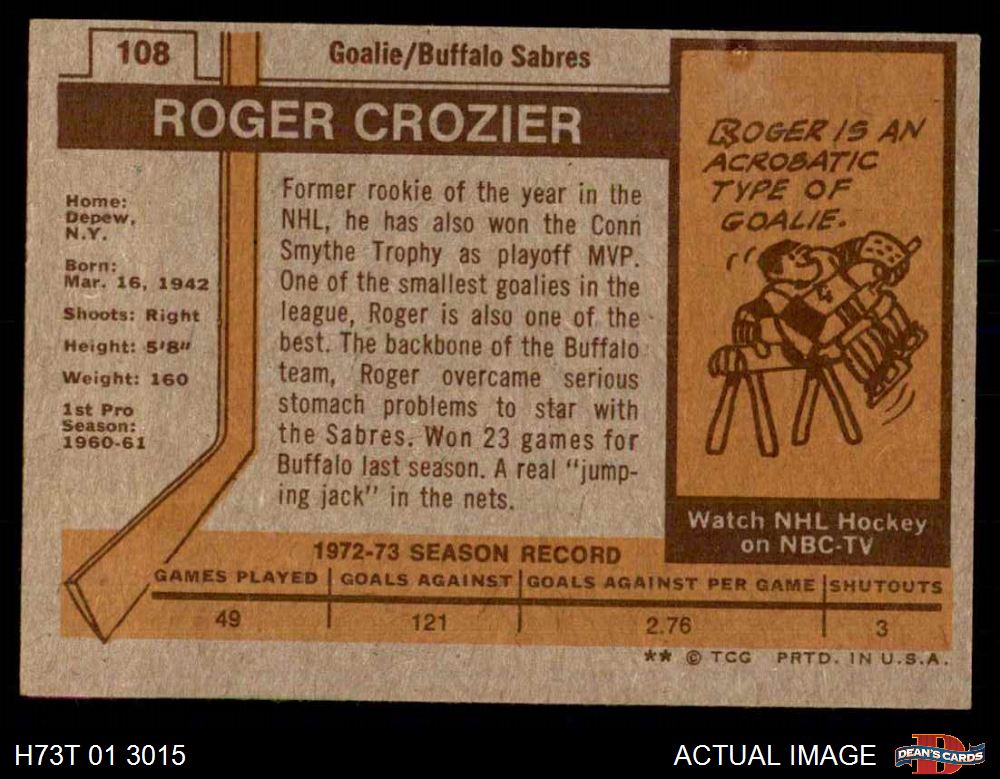 108
Goalie/Buffalo Sabres
ROGER CROZIER
Home:
Depew,
N.Y.
Born:
Mar. 16, 1942
Shoots: Right
Height: 5'8"
Weight: 160
1st Pro
Season:
1960-61
Former rookie of the year in the
NHL, he has also won the Conn
Smythe Trophy as playoff MVP.
One of the smallest goalies in the
league, Roger is also one of the
best. The backbone of the Buffalo
team, Roger overcame serious
stomach problems to star with
the Sabres. Won 23 games for
Buffalo last season. A real "jump-
ing jack" in the nets.
ROGER IS AN
ACROBATIC
TYPE OF
GOALIE.
4
Watch NHL Hockey
on NBC-TV
1972-73 SEASON RECORD
GAMES PLAYED GOALS AGAINST GOALS AGAINST PER GAME SHUTOUTS
49 121 2.76 3
** © TCG PRTD. IN U.S.A.
H73T 01 3015
ACTUAL IMAGE
D
DEAN'S CARDS